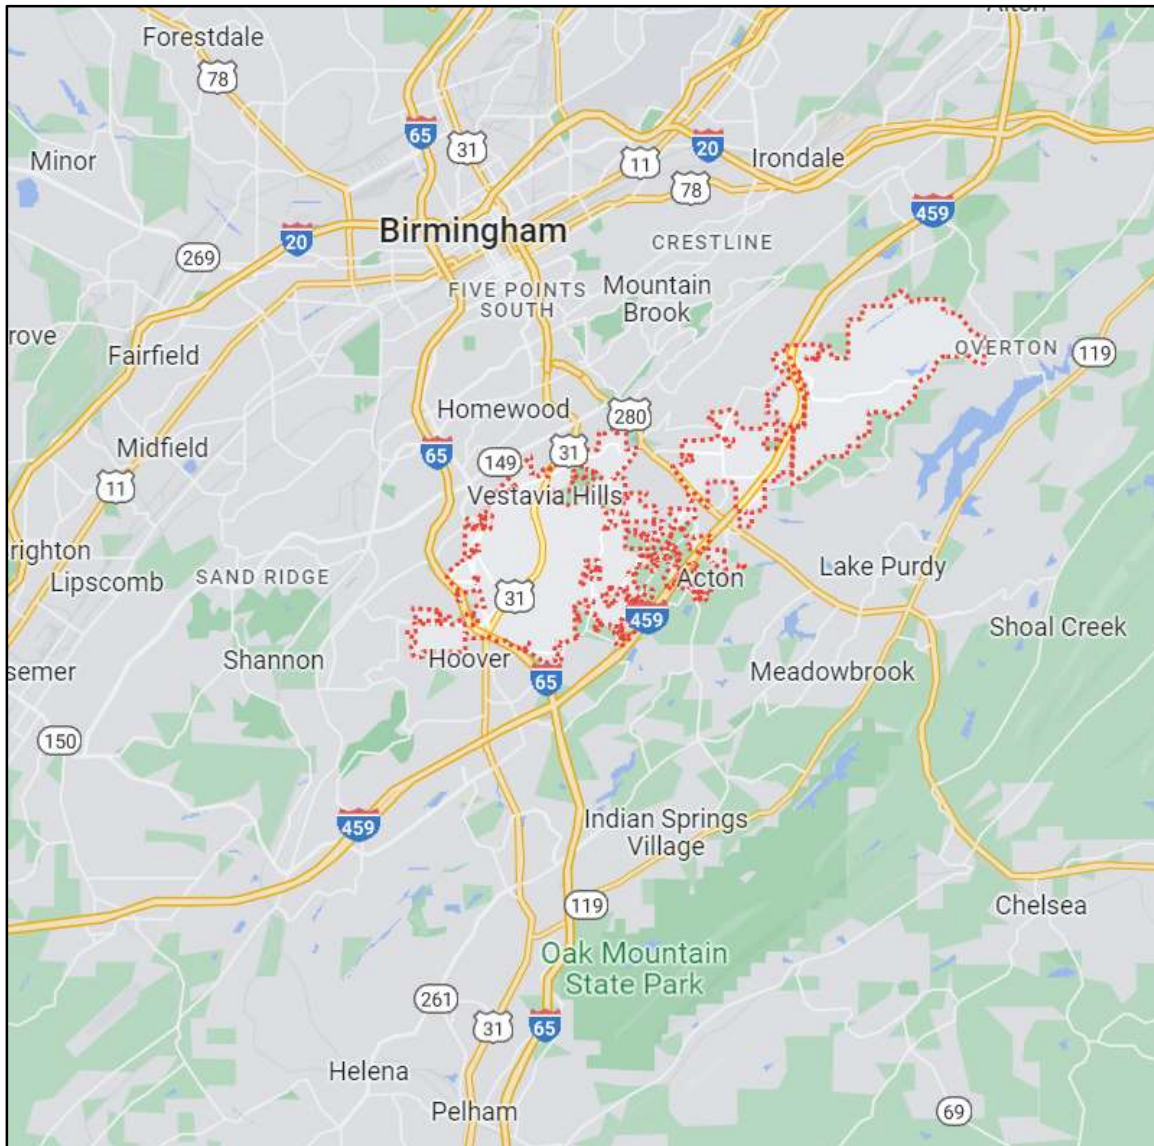 Forestdale
78
65
31
11
20
Irondale
Minor
78
459
269
20
Birmingham
CRESTLINE
FIVE POINTS
SOUTH
Mountain
Brook
rove
Fairfield
OVERTON
119
Homewood
280
Midfield
65
149
31
11
Vestavia Hills
righton
Lipscomb
SAND RIDGE
Acton
Lake Purdy
31
459
Shoal Creek
Shannon
Hoover
65
Meadowbrook
semer
150
459
Indian Springs
Village
119
Chelsea
Oak Mountain
State Park
261
31
65
Helena
Pelham
69